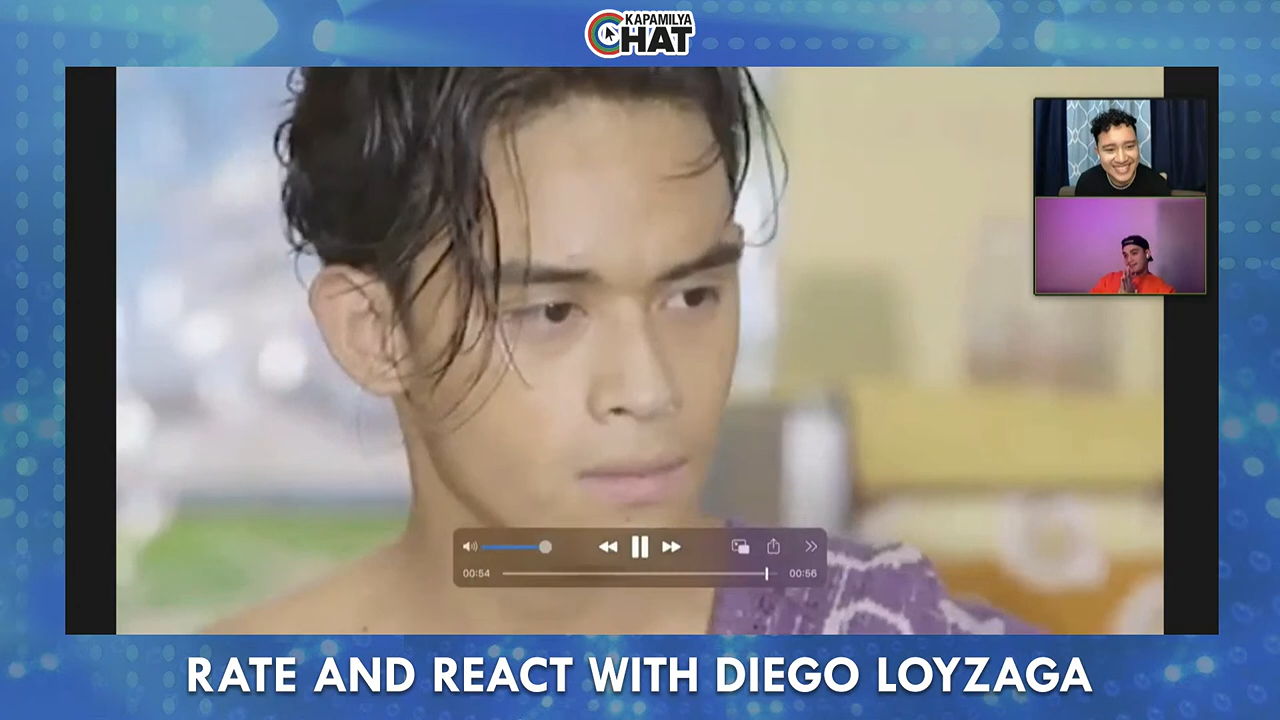 KAPAMILYA
CHAT
00:54
00:56
RATE AND REACT WITH DIEGO LOYZAGA